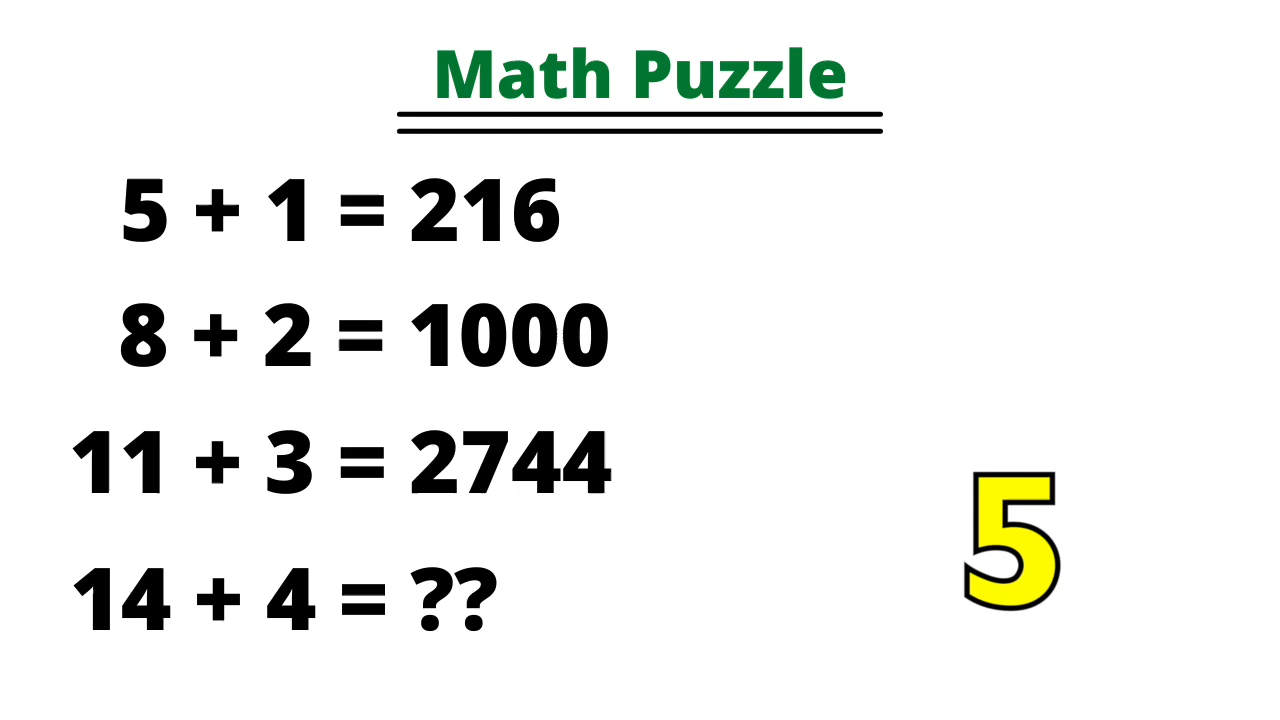 Math Puzzle
5 + 1 = 216
8 + 2 = 1000
11 + 3 = 2744
14 + 4 = ??
5